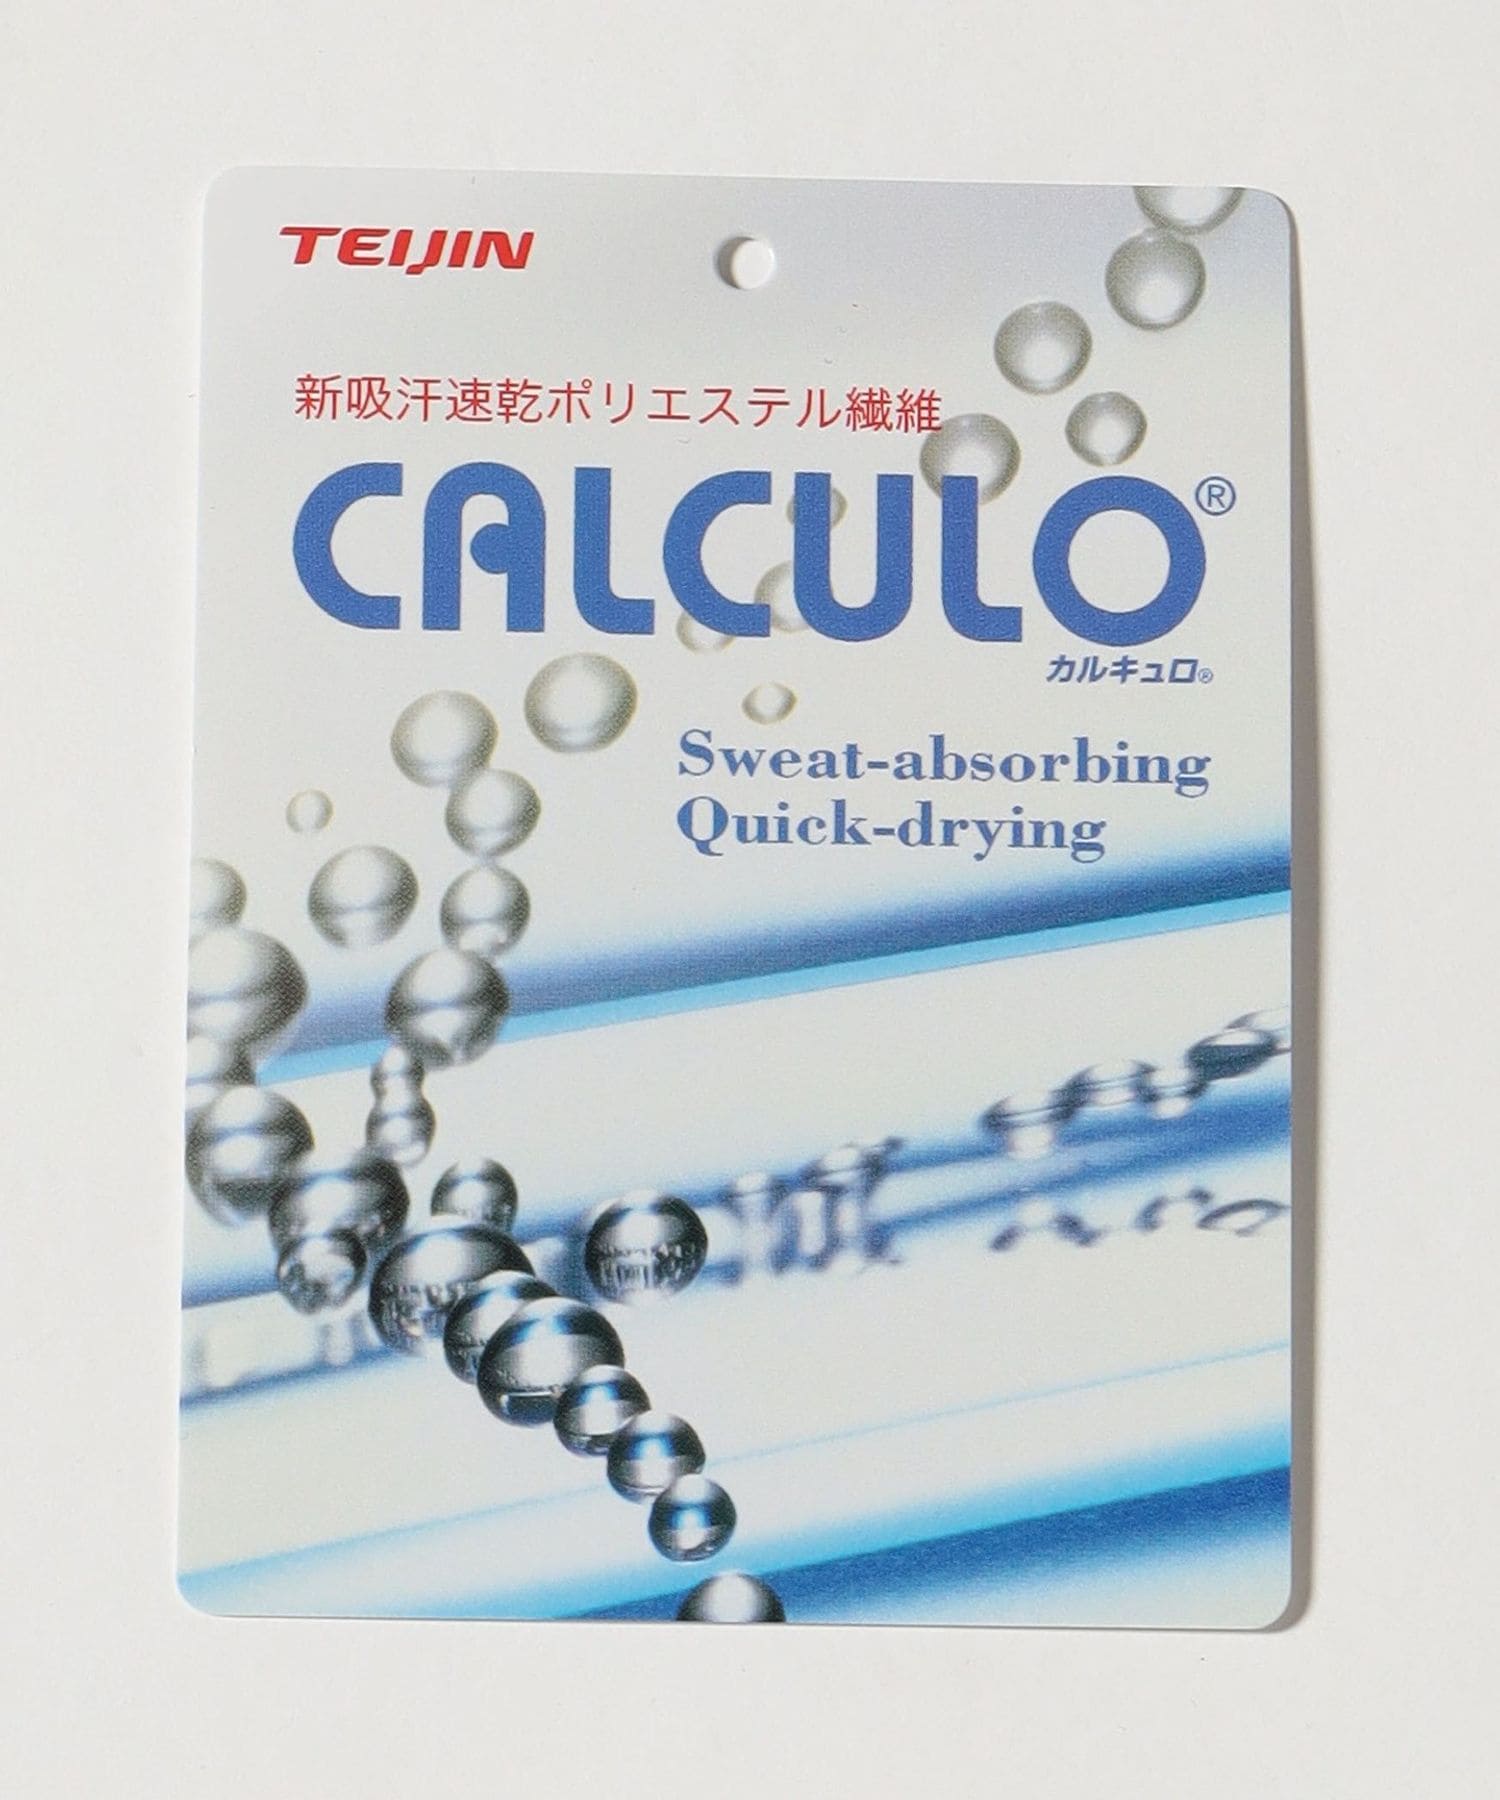 TEIJIN
新吸汗速乾ポリエステル繊維
CALCULO®
カルキュロ®
Sweat-absorbing
Quick-drying